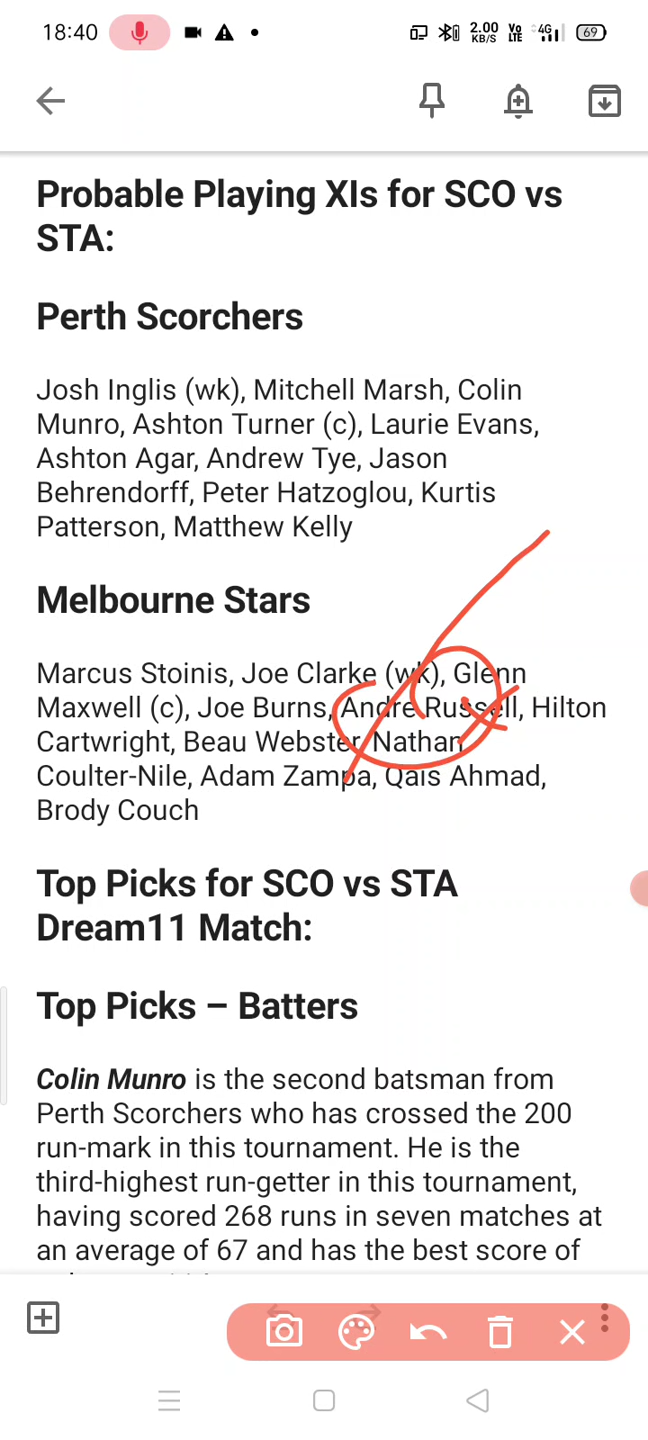 18:40
2.00
KB/S
Vo
LTE
4G
69
Probable Playing XIs for SCO vs
STA:
Perth Scorchers
Josh Inglis (wk), Mitchell Marsh, Colin
Munro, Ashton Turner (c), Laurie Evans,
Ashton Agar, Andrew Tye, Jason
Behrendorff, Peter Hatzoglou, Kurtis
Patterson, Matthew Kelly
Melbourne Stars
Marcus Stoinis, Joe Clarke (wk), Glenn
Maxwell (c), Joe Burns, Andre Russell, Hilton
Cartwright, Beau Webster, Nathan
Coulter-Nile, Adam Zampa, Qais Ahmad,
Brody Couch
Top Picks for SCO vs STA
Dream11 Match:
Top Picks – Batters
Colin Munro is the second batsman from
Perth Scorchers who has crossed the 200
run-mark in this tournament. He is the
third-highest run-getter in this tournament,
having scored 268 runs in seven matches at
an average of 67 and has the best score of